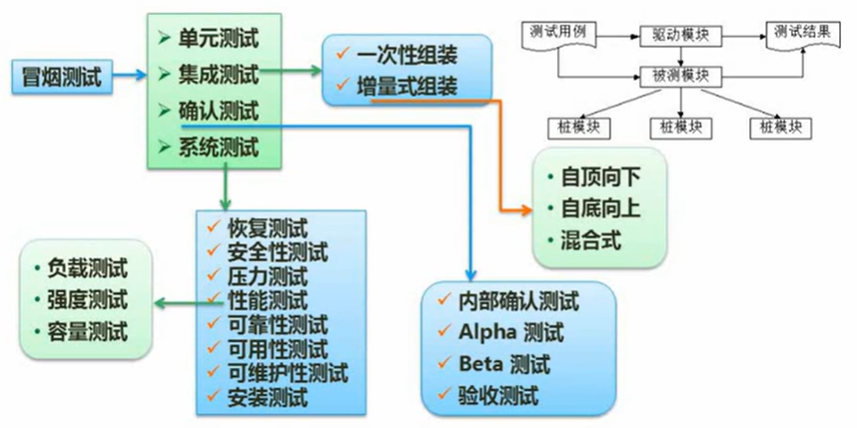 冒烟测试
单元测试
集成测试
确认测试
系统测试
一次性组装
增量式组装
测试用例
驱动模块
测试结果
被测模块
桩模块
桩模块
桩模块
自顶向下
自底向上
混合式
恢复测试
安全性测试
压力测试
性能测试
可靠性测试
可用性测试
可维护性测试
安装测试
负载测试
强度测试
容量测试
内部确认测试
Alpha 测试
Beta 测试
验收测试